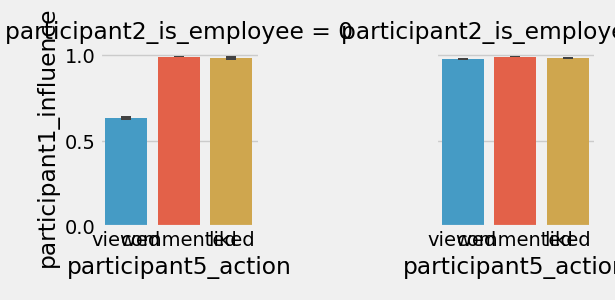 participant2_is_employee = 0
participant2_is_employe
participant1_influence
1.0
0.5
0.0
viewed commented liked
viewed commented liked
participant5_action
participant5_action